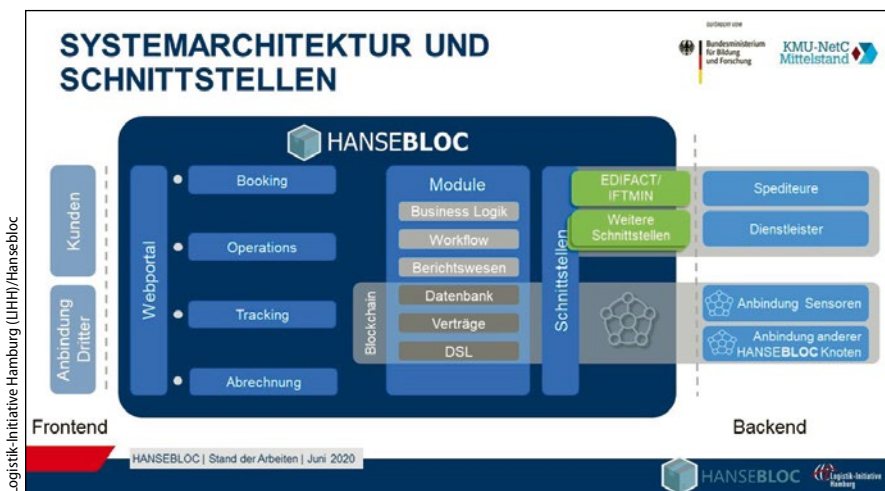 SYSTEMARCHITEKTUR UND
SCHNITTSTELLEN
GEFÖRDERT VOM
Bundesministerium
für Bildung
und Forschung
KMU-NetC
Mittelstand
HANSEBLOC
Kunden
Anbindung
Dritter
Webportal
Booking
Operations
Tracking
Abrechnung
Module
Business Logik
Workflow
Berichtswesen
Blockchain
Datenbank
Verträge
DSL
Schnittstellen
EDIFACT/
IFTMIN
Weitere
Schnittstellen
Spediteure
Dienstleister
Anbindung Sensoren
Anbindung anderer
HANSEBLOC Knoten
Frontend
Backend
HANSEBLOC | Stand der Arbeiten | Juni 2020
HANSEBLOC
Logistik-Initiative
Hamburg
Logistik-Initiative Hamburg (LIHH)/Hansebloc